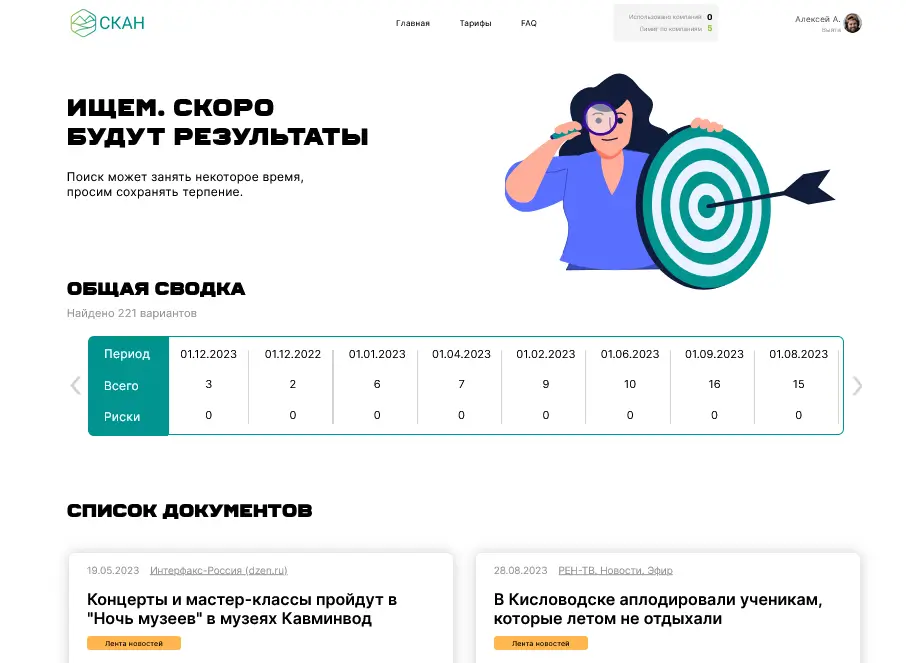 СКАН
Главная Тарифы FAQ
Использовано компаний 0
Лимит по компаниям 5
Алексей А.
Выйти
ИЩЕМ. СКОРО
БУДУТ РЕЗУЛЬТАТЫ
Поиск может занять некоторое время,
просим сохранять терпение.
ОБЩАЯ СВОДКА
Найдено 221 вариантов
Период 01.12.2023 01.12.2022 01.01.2023 01.04.2023 01.02.2023 01.06.2023 01.09.2023 01.08.2023
Всего 3 2 6 7 9 10 16 15
Риски 0 0 0 0 0 0 0 0
СПИСОК ДОКУМЕНТОВ
19.05.2023 Интерфакс-Россия (dzen.ru)
Концерты и мастер-классы пройдут в
"Ночь музеев" в музеях Кавминвод
Лента новостей
28.08.2023 РЕН-ТВ. Новости. Эфир
В Кисловодске аплодировали ученикам,
которые летом не отдыхали
Лента новостей